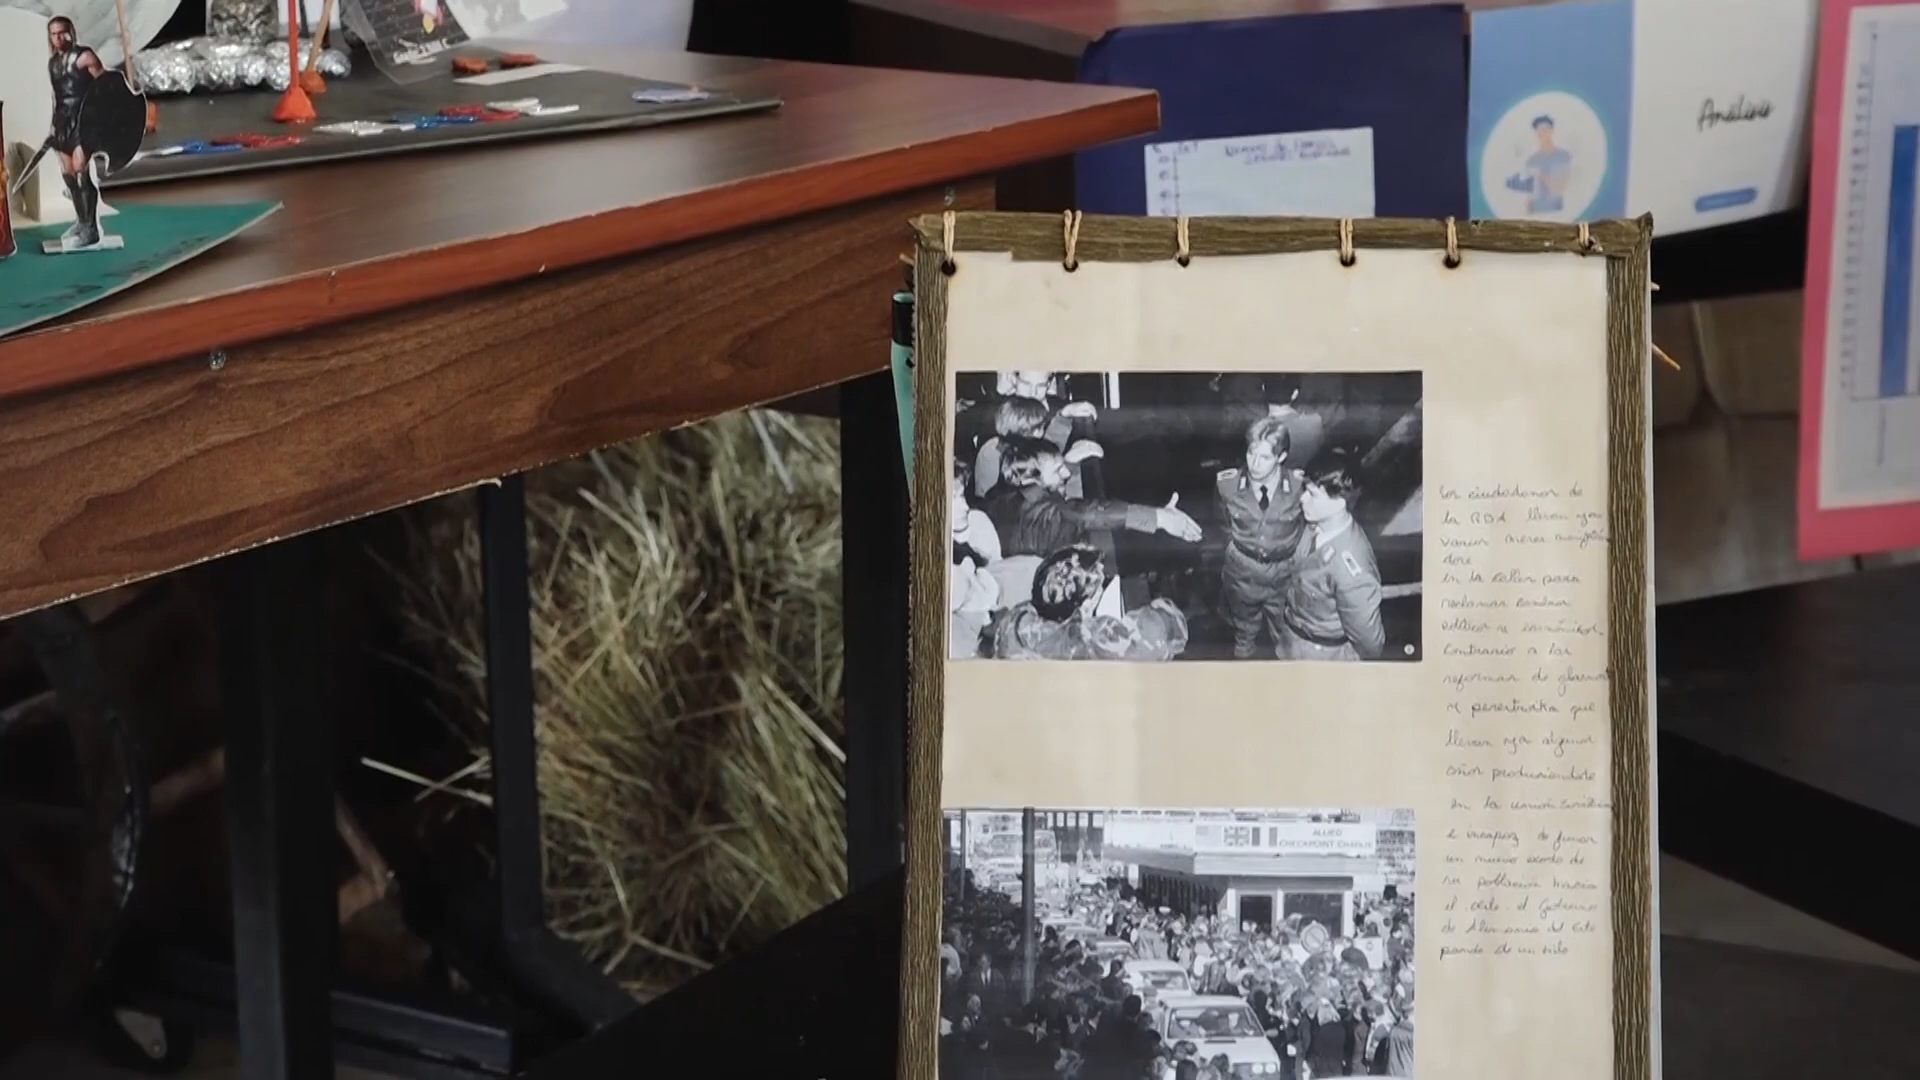 Análisis
ALLIED
CHECKPOINT CHARLIE
Los ciudadanos de
la RDA llevan ya
varios meses
en la calle para
reclamar
políticos y económicos.
Contrario a las
reformas de glasnost
y perestroika que
llevan ya algunos
años produciéndose
en la unión soviética
e incapaz de frenar
un nuevo éxodo de
su población hacia
el oeste el Gobierno
de Alemania del Este
pende de un hilo